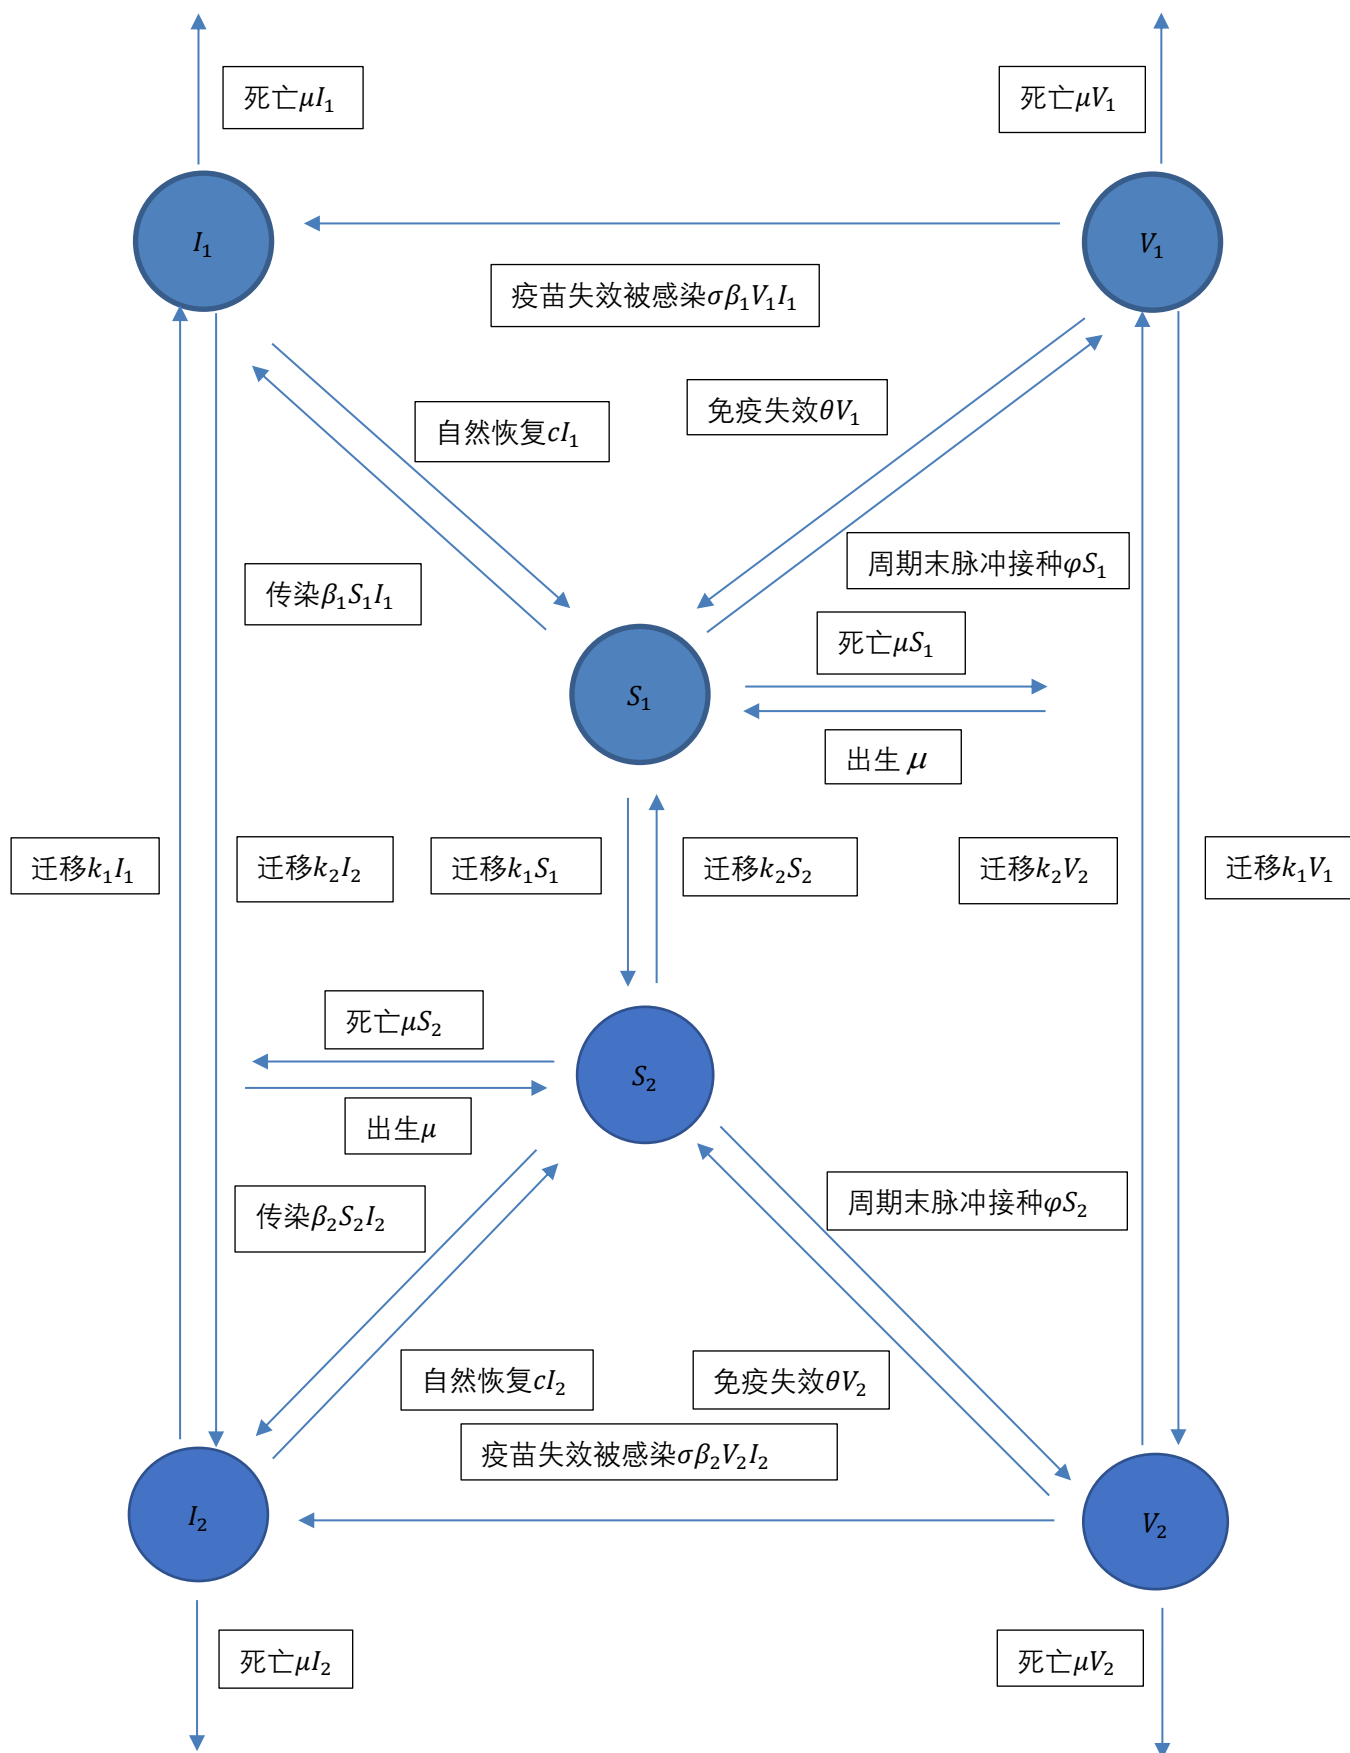 死亡μI₁
死亡μV₁
I₁
V₁
疫苗失效被感染σβ₁V₁I₁
免疫失效θV₁
自然恢复cI₁
周期末脉冲接种φS₁
传染β₁S₁I₁
死亡μS₁
S₁
出生 μ
迁移k₁I₁
迁移k₂I₂
迁移k₁S₁
迁移k₂S₂
迁移k₂V₂
迁移k₁V₁
死亡μS₂
S₂
出生μ
传染β₂S₂I₂
周期末脉冲接种φS₂
自然恢复cI₂
免疫失效θV₂
疫苗失效被感染σβ₂V₂I₂
I₂
V₂
死亡μI₂
死亡μV₂